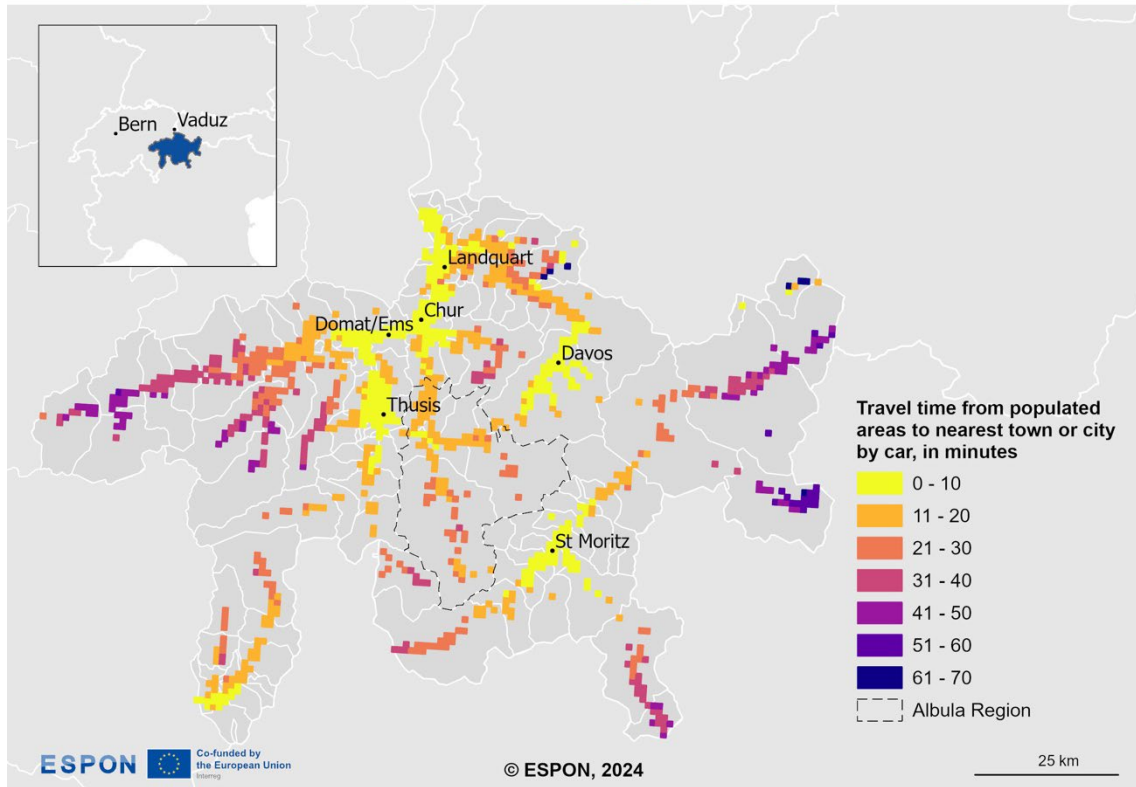 Bern
Vaduz
Landquart
Chur
Domat/Ems
Davos
Thusis
St Moritz
Travel time from populated
areas to nearest town or city
by car, in minutes
0 - 10
11 - 20
21 - 30
31 - 40
41 - 50
51 - 60
61 - 70
Albula Region
ESPON
Co-funded by
the European Union
Interreg
© ESPON, 2024
25 km